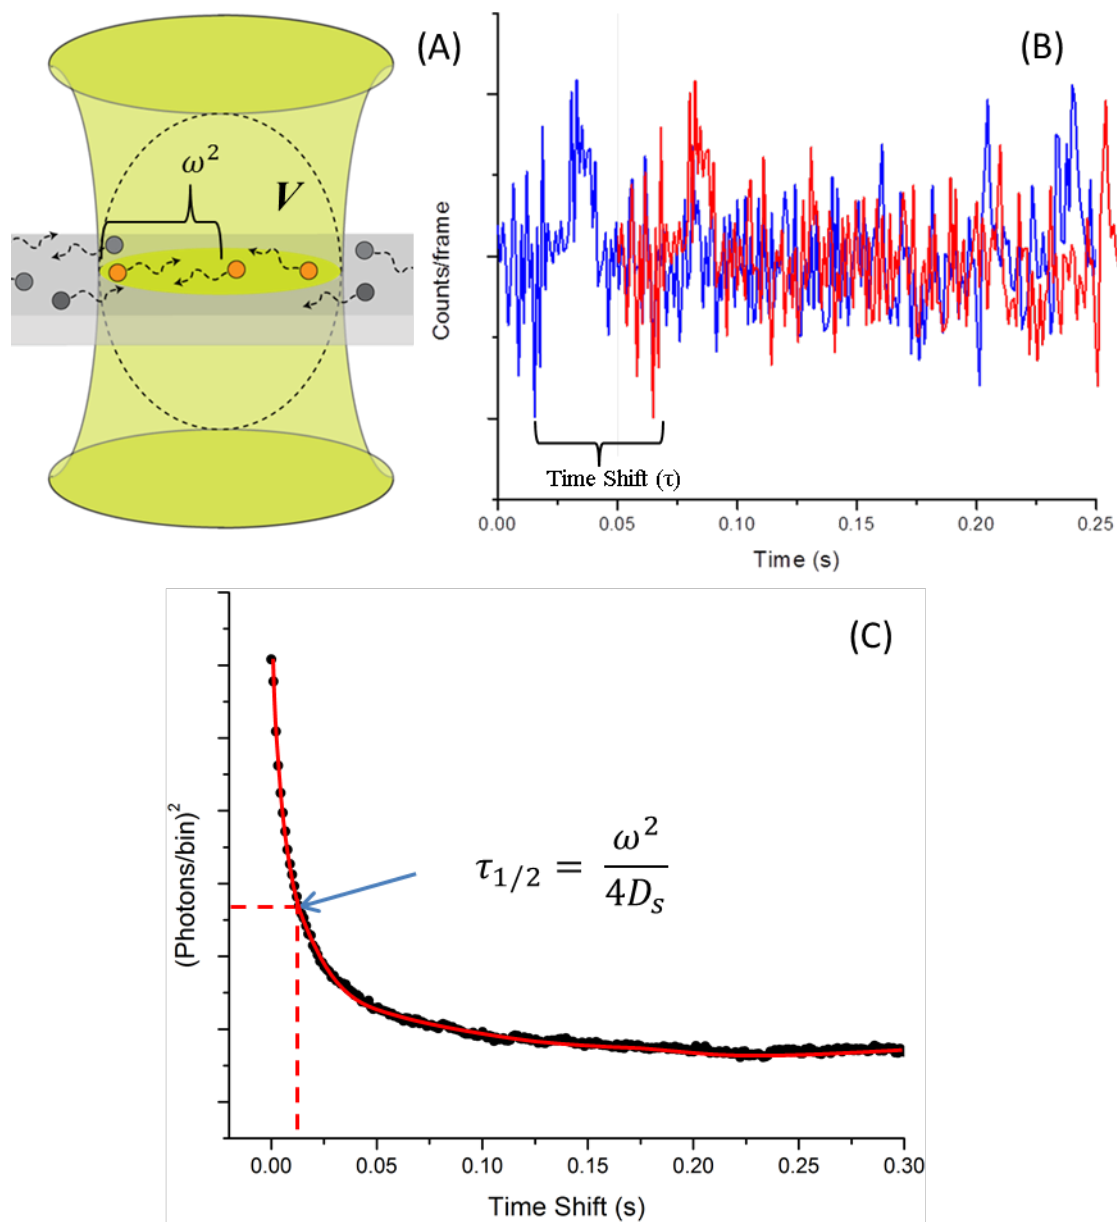 (A)
ω²
V
(B)
Counts/frame
Time Shift (τ)
0.00 0.05 0.10 0.15 0.20 0.25
Time (s)
(C)
(Photons/bin)²
τ₁/₂ = ω²/4Dₛ
0.00 0.05 0.10 0.15 0.20 0.25 0.30
Time Shift (s)